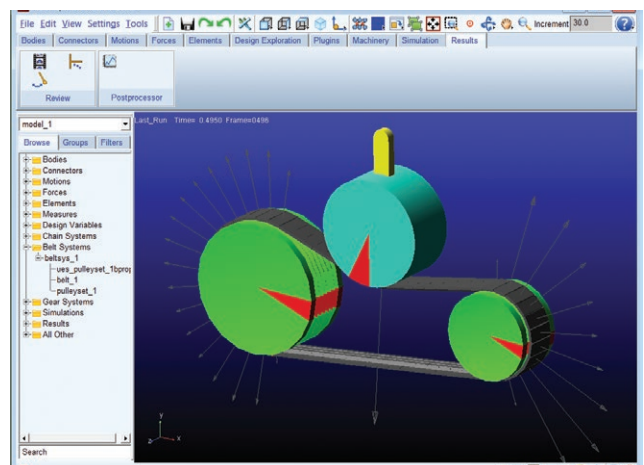 File Edit View Settings Tools Increment 30.0
Bodies Connectors Motions Forces Elements Design Exploration Plugins Machinery Simulation Results
Review Postprocessor
model_1
Last_Run Time= 0.4950 Frame=0496
Browse Groups Filters
Bodies
Connectors
Motions
Forces
Elements
Measures
Design Variables
Chain Systems
Belt Systems
beltsys_1
ues_pulleyset_1bprop
belt_1
pulleyset_1
Gear Systems
Simulations
Results
All Other
Search
y
z x